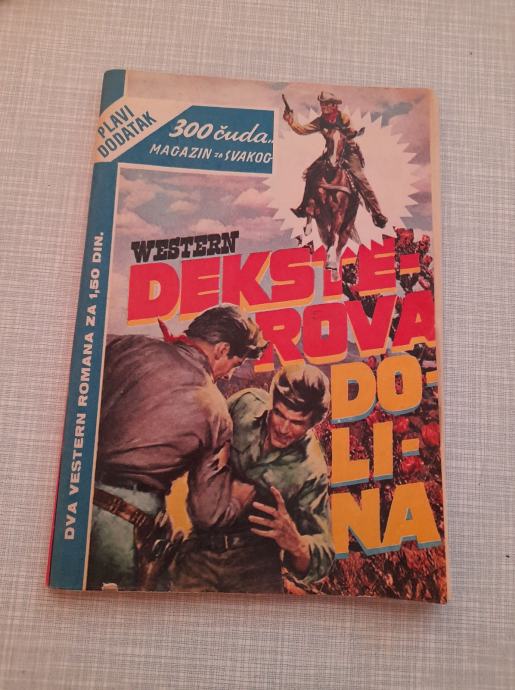 PLAVI
DODATAK
300 čuda...
MAGAZIN za SVAKOG
WESTERN
DEKSTE-
ROVA
DO-
LI-
NA
DVA VESTERN ROMANA ZA 1,50 DIN.